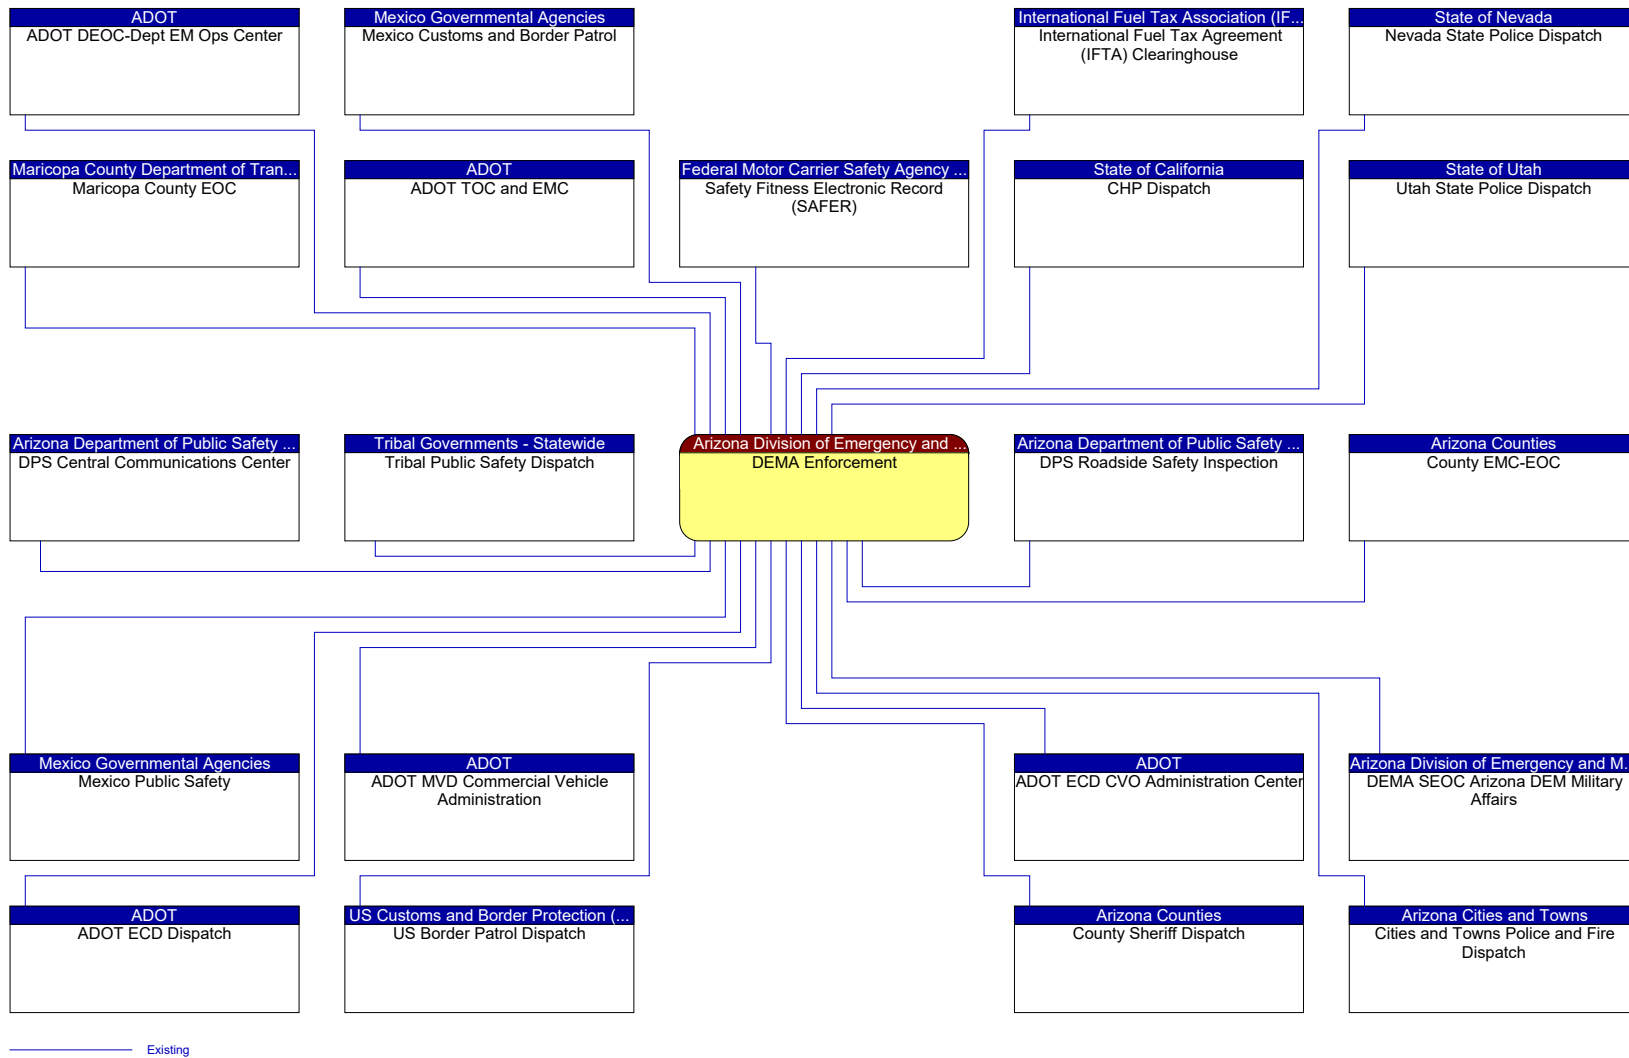 ADOT
ADOT DEOC-Dept EM Ops Center
Mexico Governmental Agencies
Mexico Customs and Border Patrol
International Fuel Tax Association (IF...
International Fuel Tax Agreement
(IFTA) Clearinghouse
State of Nevada
Nevada State Police Dispatch
Maricopa County Department of Tran...
Maricopa County EOC
ADOT
ADOT TOC and EMC
Federal Motor Carrier Safety Agency ...
Safety Fitness Electronic Record
(SAFER)
State of California
CHP Dispatch
State of Utah
Utah State Police Dispatch
Arizona Department of Public Safety ...
DPS Central Communications Center
Tribal Governments - Statewide
Tribal Public Safety Dispatch
Arizona Division of Emergency and ...
DEMA Enforcement
Arizona Department of Public Safety ...
DPS Roadside Safety Inspection
Arizona Counties
County EMC-EOC
Mexico Governmental Agencies
Mexico Public Safety
ADOT
ADOT MVD Commercial Vehicle
Administration
ADOT
ADOT ECD CVO Administration Center
Arizona Division of Emergency and M...
DEMA SEOC Arizona DEM Military
Affairs
ADOT
ADOT ECD Dispatch
US Customs and Border Protection (...
US Border Patrol Dispatch
Arizona Counties
County Sheriff Dispatch
Arizona Cities and Towns
Cities and Towns Police and Fire
Dispatch
Existing